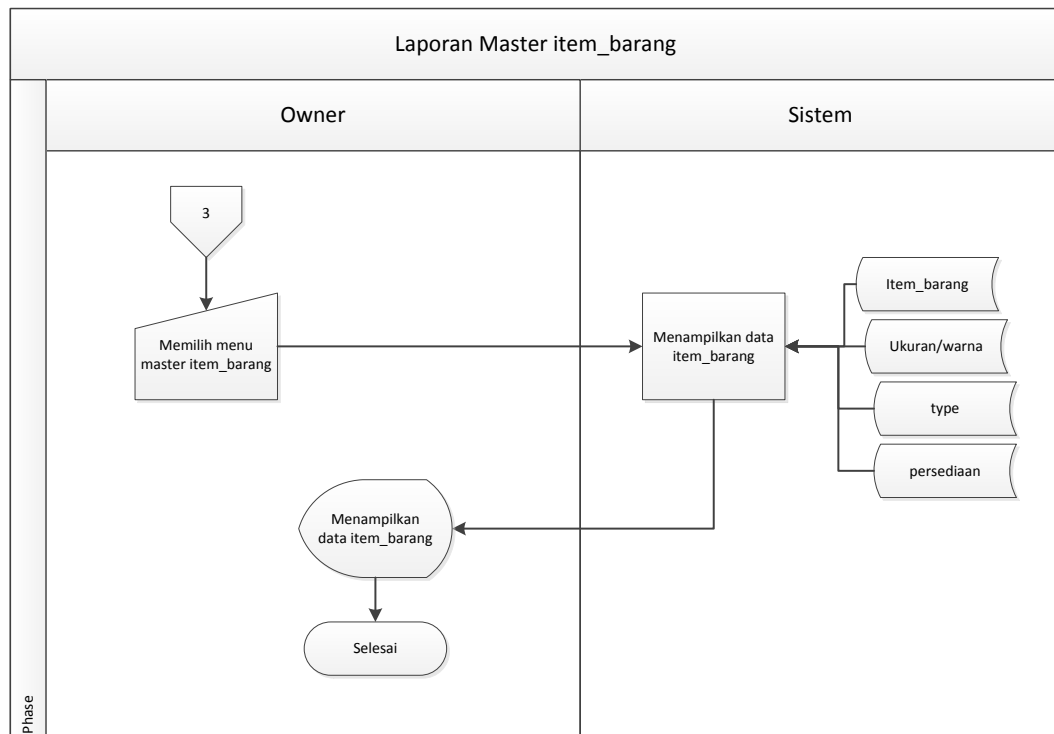 Laporan Master item_barang
Owner
Sistem
3
Memilih menu
master item_barang
Menampilkan data
item_barang
Item_barang
Ukuran/warna
type
persediaan
Menampilkan
data item_barang
Selesai
Phase